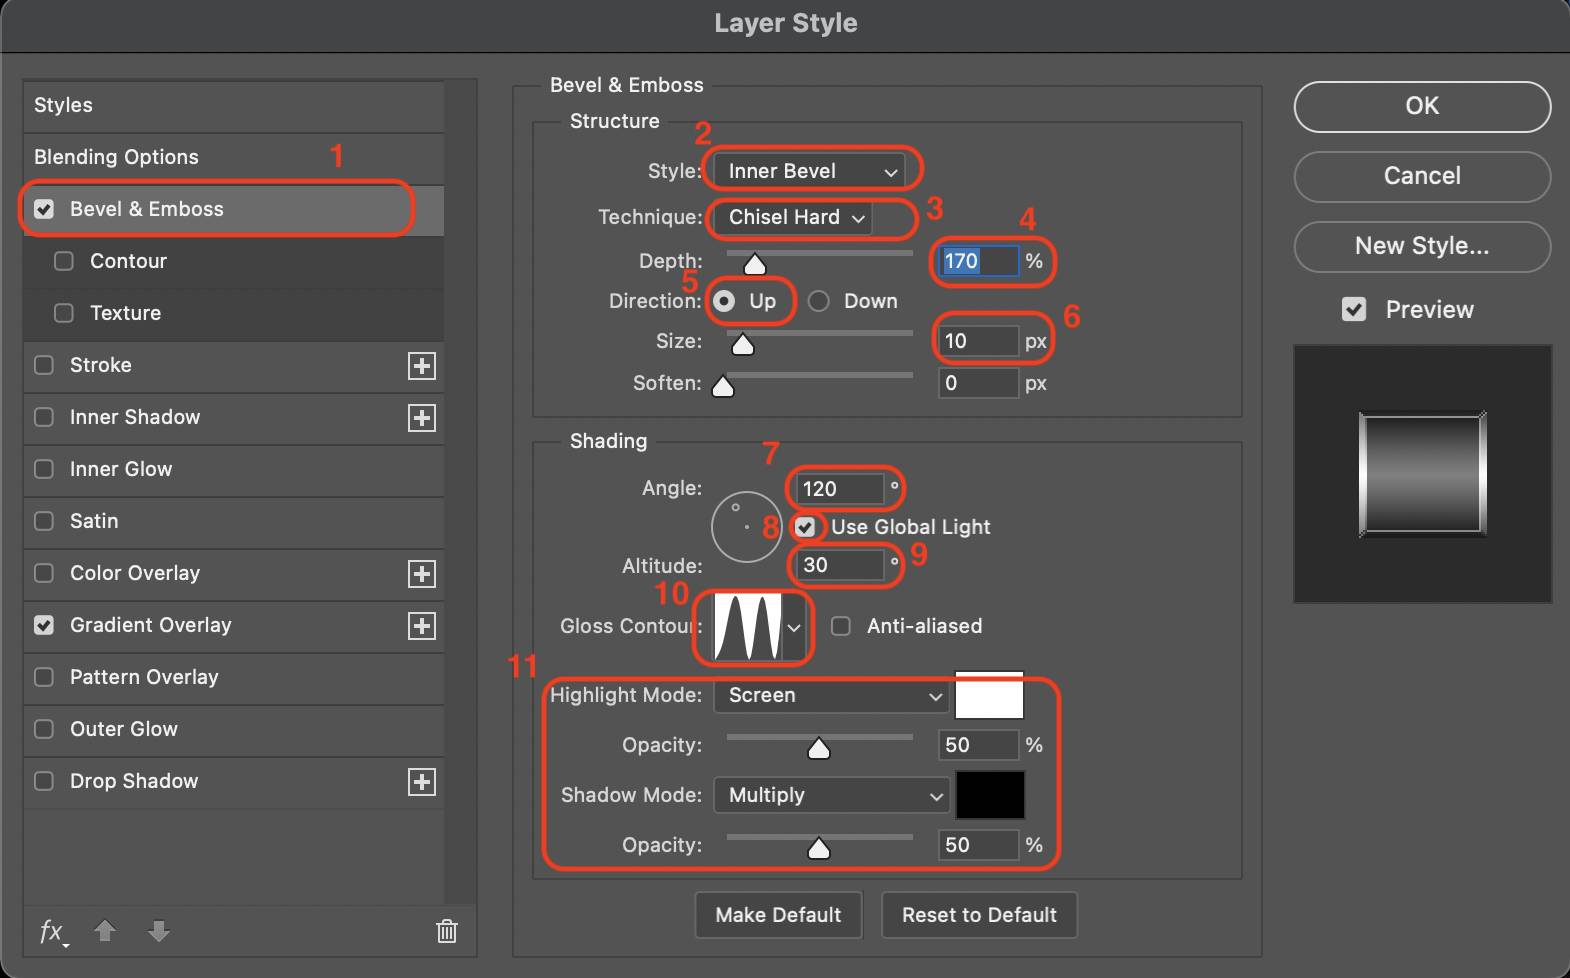 Layer Style
Styles
Blending Options
1
Bevel & Emboss
Contour
Texture
Stroke
Inner Shadow
Inner Glow
Satin
Color Overlay
Gradient Overlay
Pattern Overlay
Outer Glow
Drop Shadow
fx
Bevel & Emboss
Structure
2
Style: Inner Bevel
Technique: Chisel Hard 3
4
Depth: 170 %
5
Direction: Up Down
6
Size: 10 px
Soften: 0 px
Shading
7
Angle: 120 °
8 Use Global Light
Altitude: 30 ° 9
10
Gloss Contour: Anti-aliased
11
Highlight Mode: Screen
Opacity: 50 %
Shadow Mode: Multiply
Opacity: 50 %
Make Default Reset to Default
OK
Cancel
New Style...
Preview